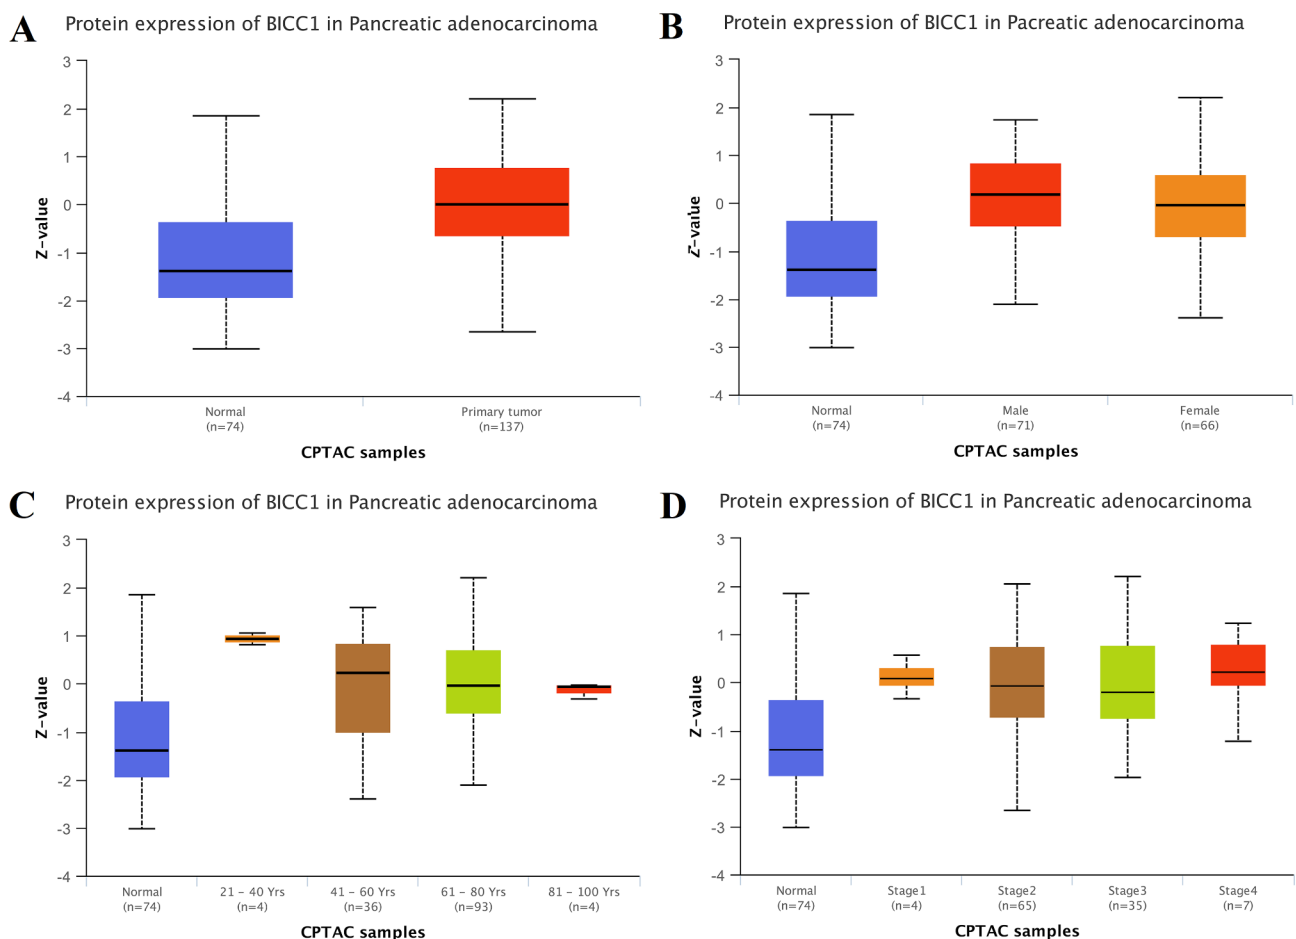 A
Protein expression of BICC1 in Pancreatic adenocarcinoma
3
2
1
0
-1
-2
-3
-4
Z-value
Normal
(n=74)
Primary tumor
(n=137)
CPTAC samples
B
Protein expression of BICC1 in Pacreatic adenocarcinoma
3
2
1
0
-1
-2
-3
-4
Z-value
Normal
(n=74)
Male
(n=71)
Female
(n=66)
CPTAC samples
C
Protein expression of BICC1 in Pancreatic adenocarcinoma
3
2
1
0
-1
-2
-3
-4
Z-value
Normal
(n=74)
21 - 40 Yrs
(n=4)
41 - 60 Yrs
(n=36)
61 - 80 Yrs
(n=93)
81 - 100 Yrs
(n=4)
CPTAC samples
D
Protein expression of BICC1 in Pancreatic adenocarcinoma
3
2
1
0
-1
-2
-3
-4
Z-value
Normal
(n=74)
Stage1
(n=4)
Stage2
(n=65)
Stage3
(n=35)
Stage4
(n=7)
CPTAC samples